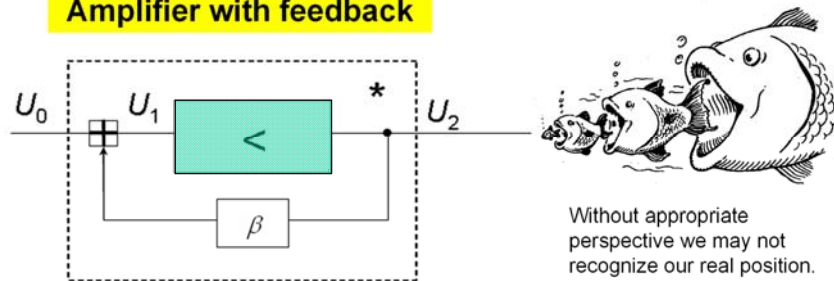 Amplifier with feedback
U₀
U₁
<
*
U₂
β
Without appropriate
perspective we may not
recognize our real position.